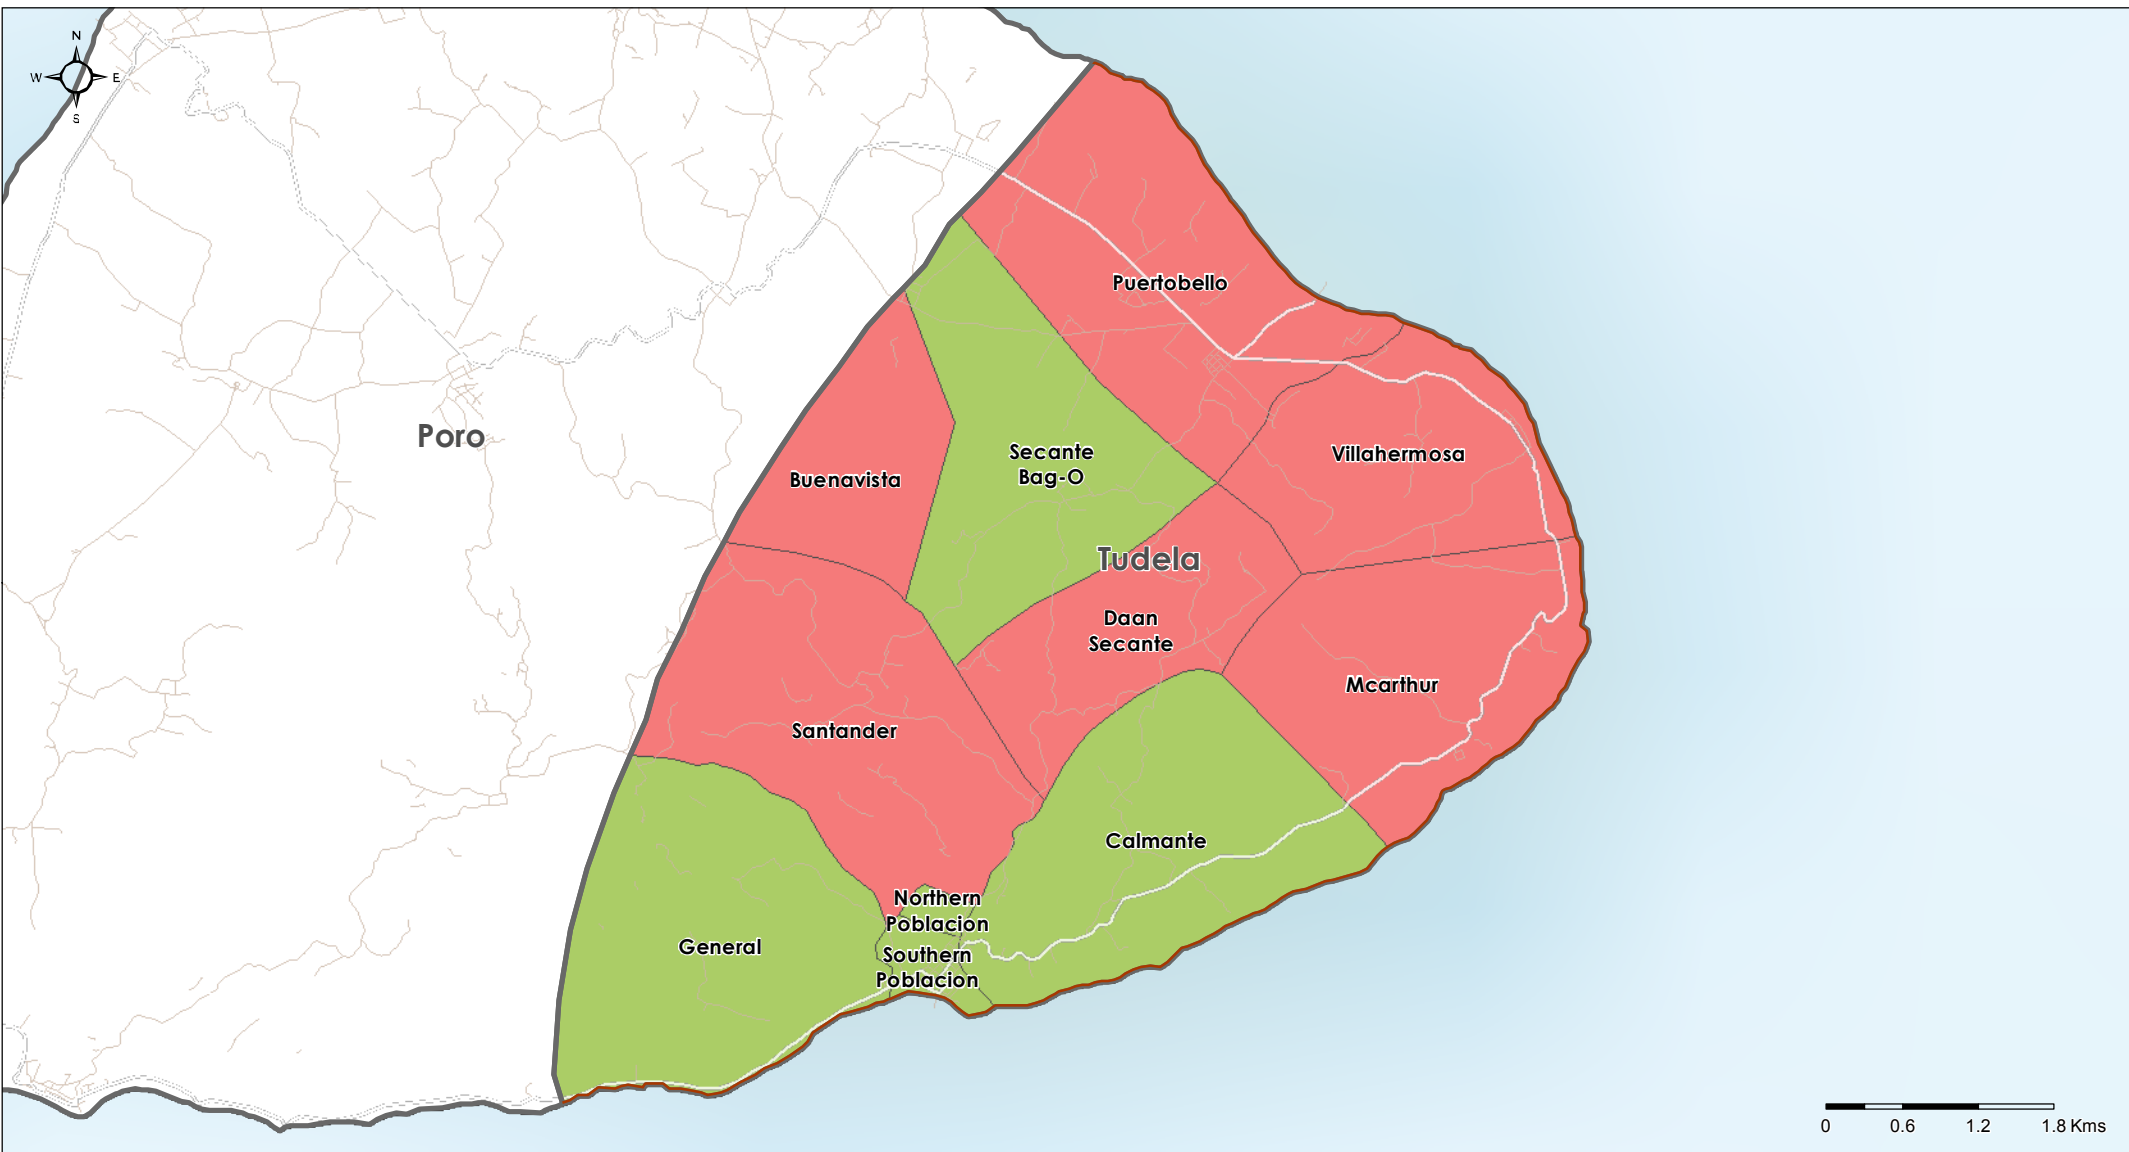 N
W E
S
Puertobello
Poro
Secante
Bag-O
Villahermosa
Buenavista
Tudela
Daan
Secante
Mcarthur
Santander
Calmante
Northern
Poblacion
General
Southern
Poblacion
0 0.6 1.2 1.8 Kms